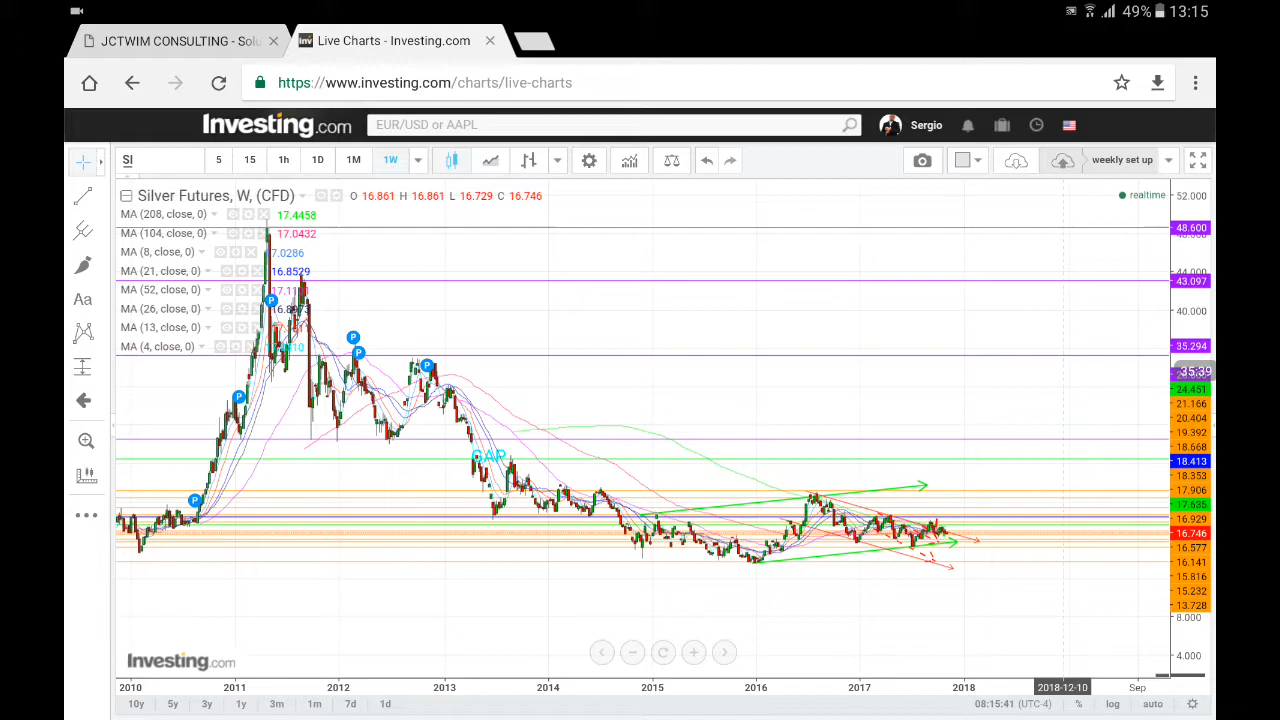 49% 13:15
JCTWIM CONSULTING - Solu
Live Charts - Investing.com
https://www.investing.com/charts/live-charts
Investing.com
EUR/USD or AAPL
Sergio
SI 5 15 1h 1D 1M 1W
weekly set up
Silver Futures, W, (CFD) O 16.861 H 16.861 L 16.729 C 16.746
realtime
MA (208, close, 0) 17.4458
MA (104, close, 0) 17.0432
MA (8, close, 0) 17.0286
MA (21, close, 0) 16.8529
MA (52, close, 0)
MA (26, close, 0)
MA (13, close, 0)
MA (4, close, 0)
P
P
P
P
P
P
GAP
Aa
52.000
48.600
44.000
43.097
40.000
35.294
35.39
24.451
21.166
20.404
19.392
18.668
18.413
18.353
17.906
17.635
16.929
16.746
16.577
16.141
15.816
15.232
13.728
8.000
4.000
Investing.com
2010 2011 2012 2013 2014 2015 2016 2017 2018 2018-12-10 Sep
10y 5y 3y 1y 3m 1m 7d 1d 08:15:41 (UTC-4) % log auto